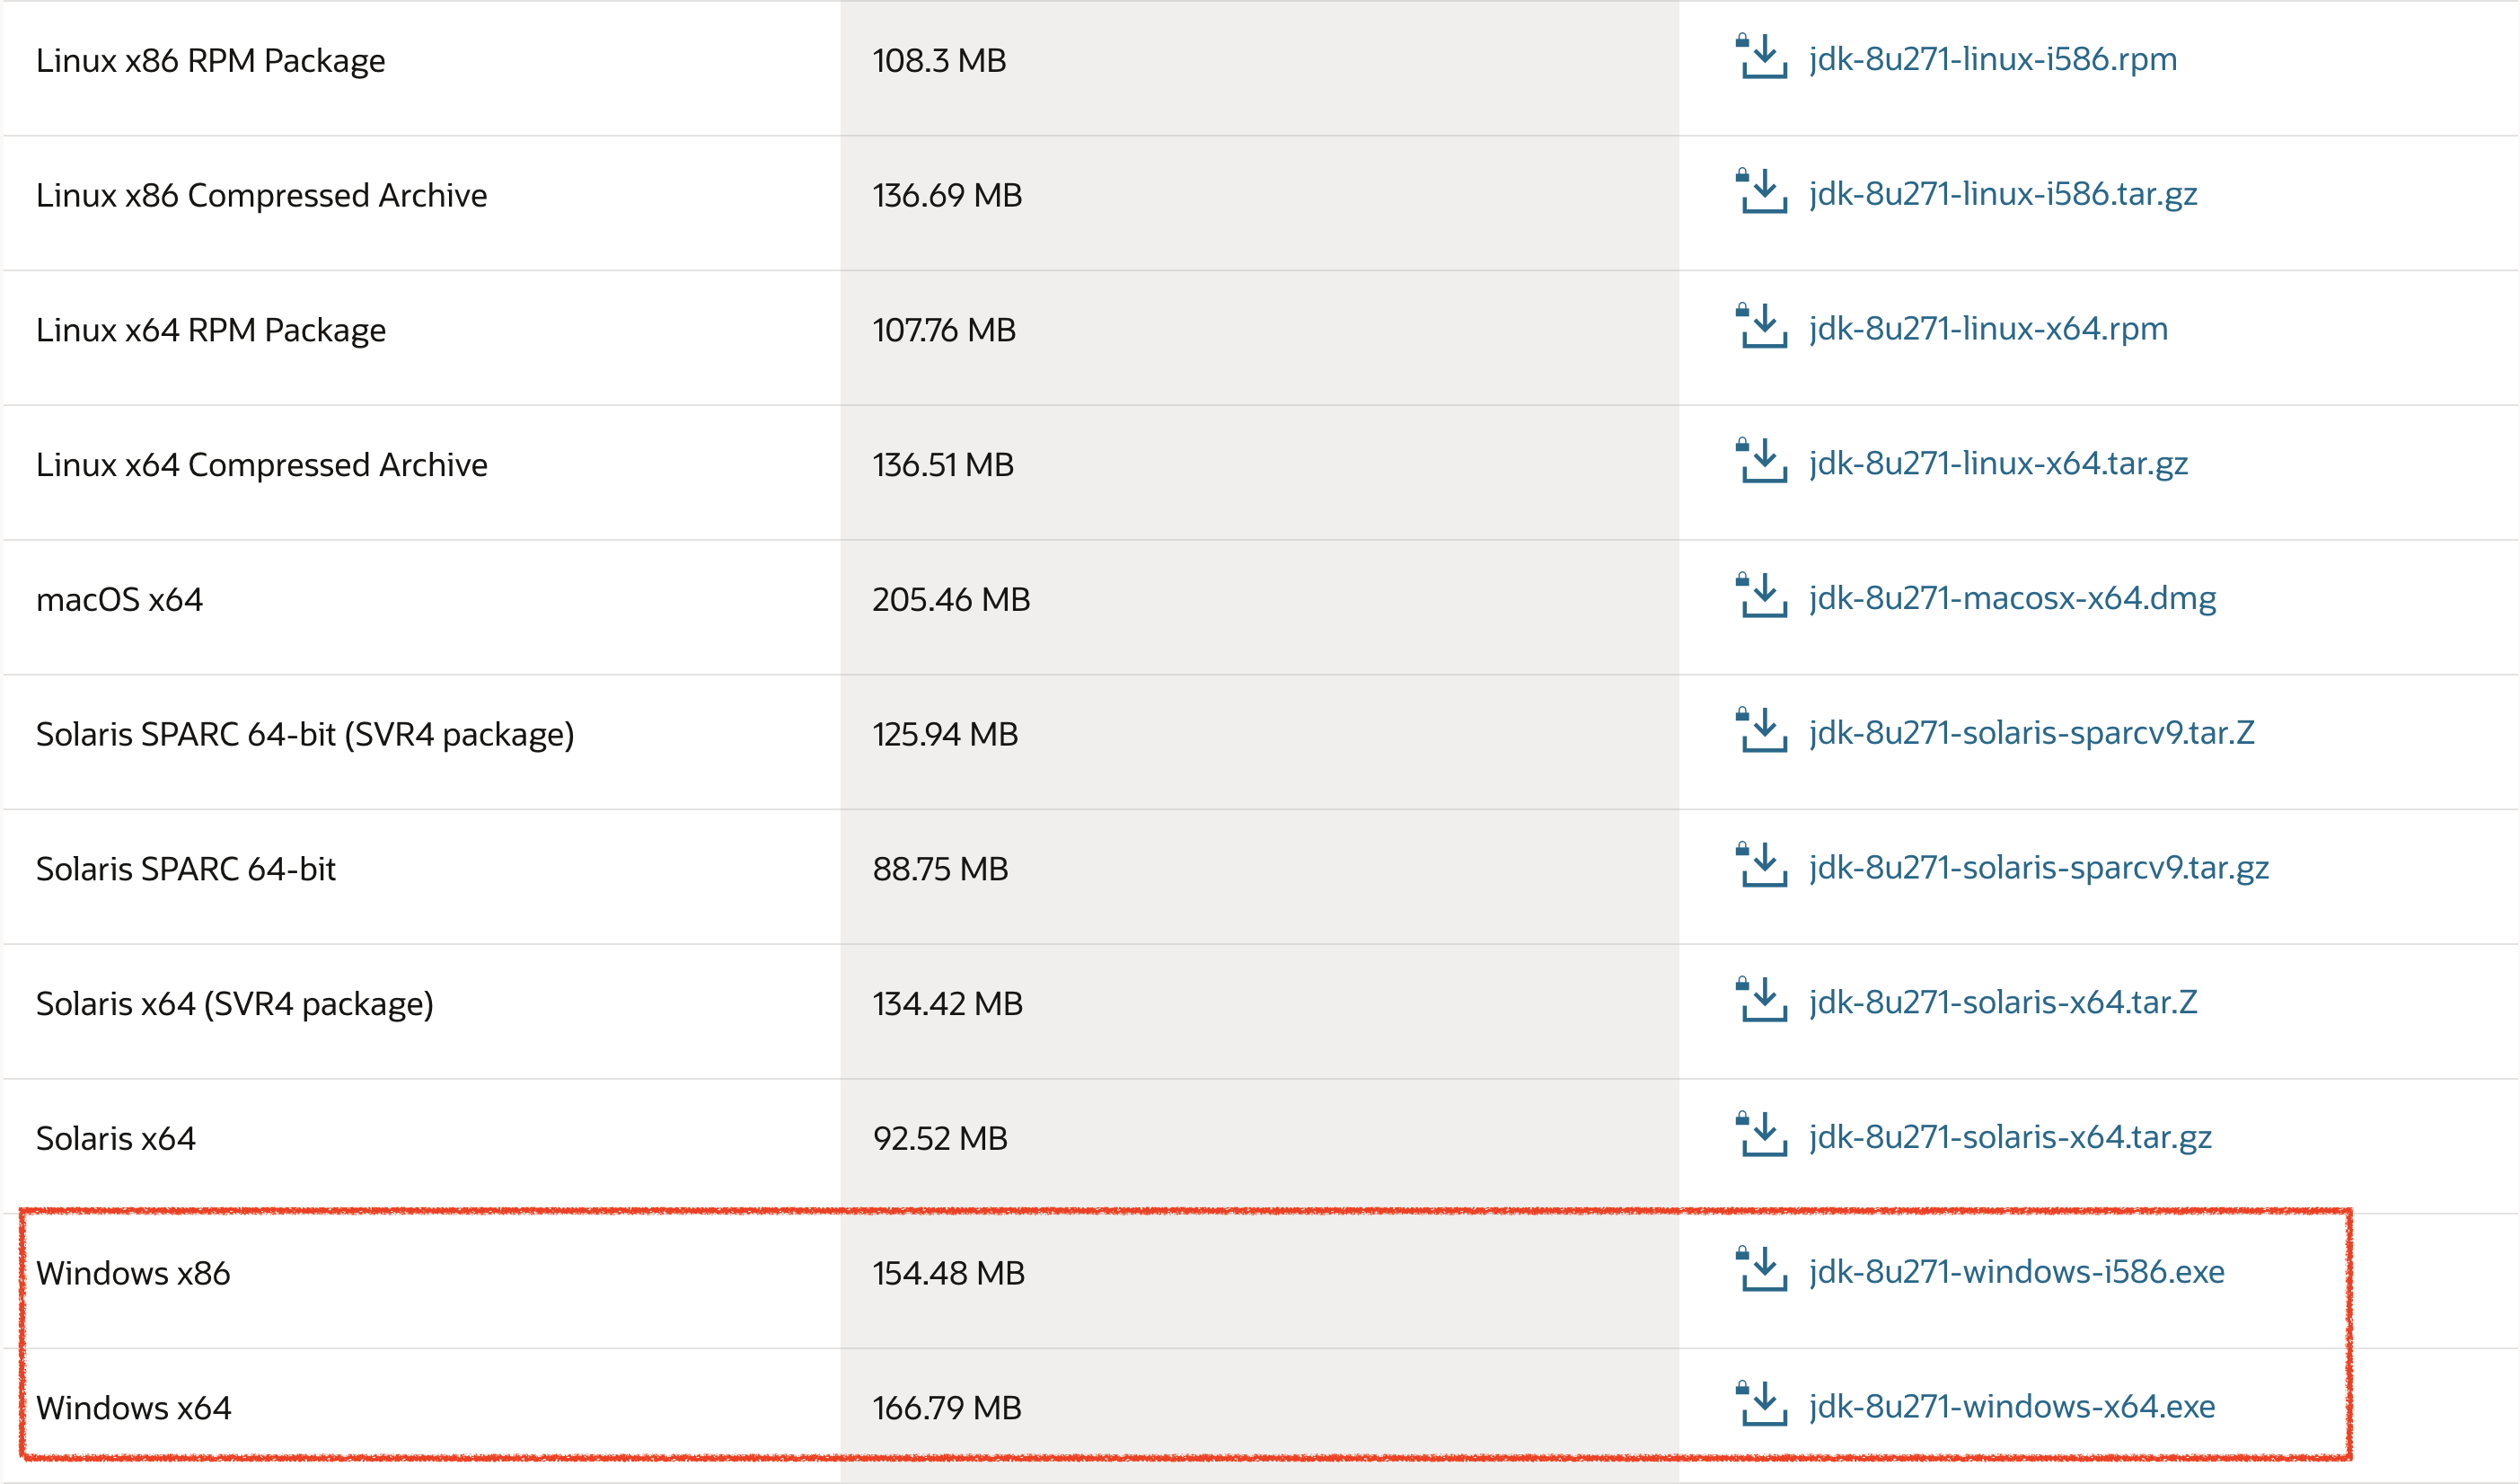 Linux x86 RPM Package 108.3 MB jdk-8u271-linux-i586.rpm
Linux x86 Compressed Archive 136.69 MB jdk-8u271-linux-i586.tar.gz
Linux x64 RPM Package 107.76 MB jdk-8u271-linux-x64.rpm
Linux x64 Compressed Archive 136.51 MB jdk-8u271-linux-x64.tar.gz
macOS x64 205.46 MB jdk-8u271-macosx-x64.dmg
Solaris SPARC 64-bit (SVR4 package) 125.94 MB jdk-8u271-solaris-sparcv9.tar.Z
Solaris SPARC 64-bit 88.75 MB jdk-8u271-solaris-sparcv9.tar.gz
Solaris x64 (SVR4 package) 134.42 MB jdk-8u271-solaris-x64.tar.Z
Solaris x64 92.52 MB jdk-8u271-solaris-x64.tar.gz
Windows x86 154.48 MB jdk-8u271-windows-i586.exe
Windows x64 166.79 MB jdk-8u271-windows-x64.exe